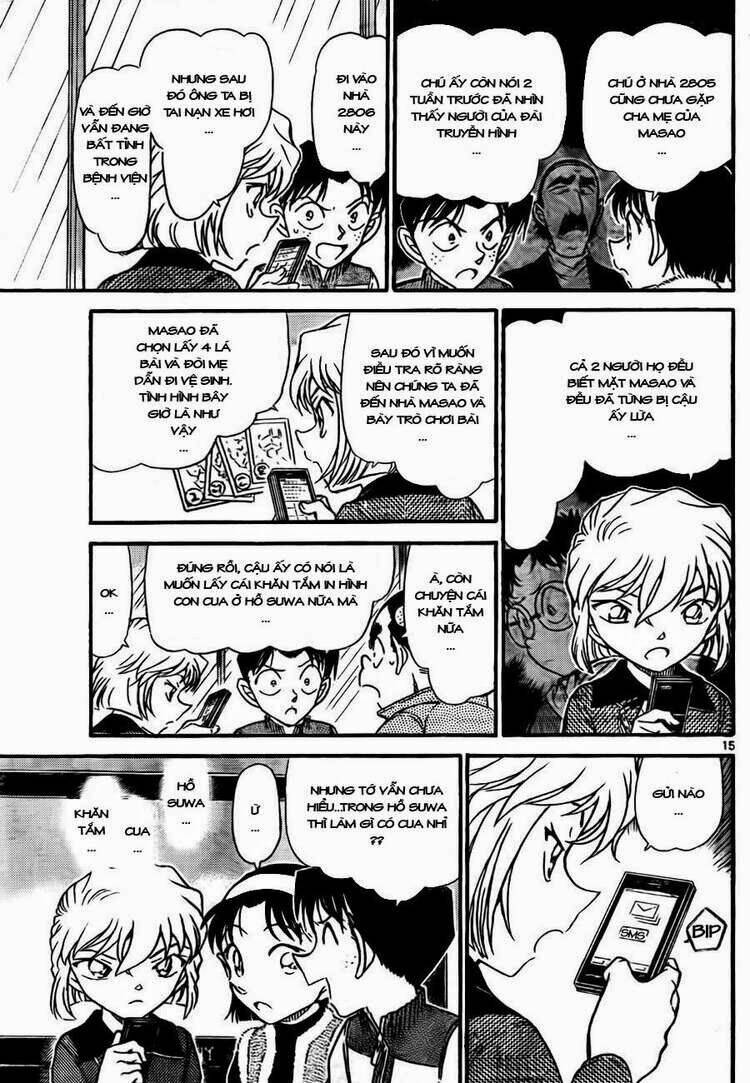 CHÚ Ở NHÀ 2805
CŨNG CHƯA GẶP
CHA MẸ CỦA
MASAO
...
CHÚ ẤY CÒN NÓI 2
TUẦN TRƯỚC ĐÃ NHÌN
THẤY NGƯỜI CỦA ĐÀI
TRUYỀN HÌNH
...
ĐI VÀO
NHÀ
2806
NÀY ...
NHƯNG SAU
ĐÓ ÔNG TA BỊ
TAI NẠN XE HƠI
...
VÀ ĐẾN GIỜ
VẪN ĐANG
BẤT TỈNH
TRONG
BỆNH VIỆN
...
CẢ 2 NGƯỜI HỌ ĐỀU
BIẾT MẶT MASAO VÀ
ĐỀU ĐÃ TỪNG BỊ CẬU
ẤY LỪA
...
SAU ĐÓ VÌ MUỐN
ĐIỀU TRA RÕ RÀNG
NÊN CHÚNG TA ĐÃ
ĐẾN NHÀ MASAO VÀ
BÀY TRÒ CHƠI BÀI
...
MASAO ĐÃ
CHỌN LẤY 4 LÁ
BÀI VÀ ĐÒI MẸ
DẪN ĐI VỆ SINH.
TÌNH HÌNH BÂY
GIỜ LÀ NHƯ
VẬY ...
À, CÒN
CHUYỆN CÁI
KHĂN TẮM
NỮA
...
ĐÚNG RỒI, CẬU ẤY CÓ NÓI LÀ
MUỐN LẤY CÁI KHĂN TẮM IN HÌNH
CON CUA Ở HỒ SUWA NỮA MÀ
...
OK
...
15
GỬI NÀO
...
SMS
BIP
NHƯNG TỚ VẪN CHƯA
HIỂU...TRONG HỒ SUWA
THÌ LÀM GÌ CÓ CUA NHỈ
??
Ừ
...
HỒ
SUWA
...
CUA
...
KHĂN
TẮM
...